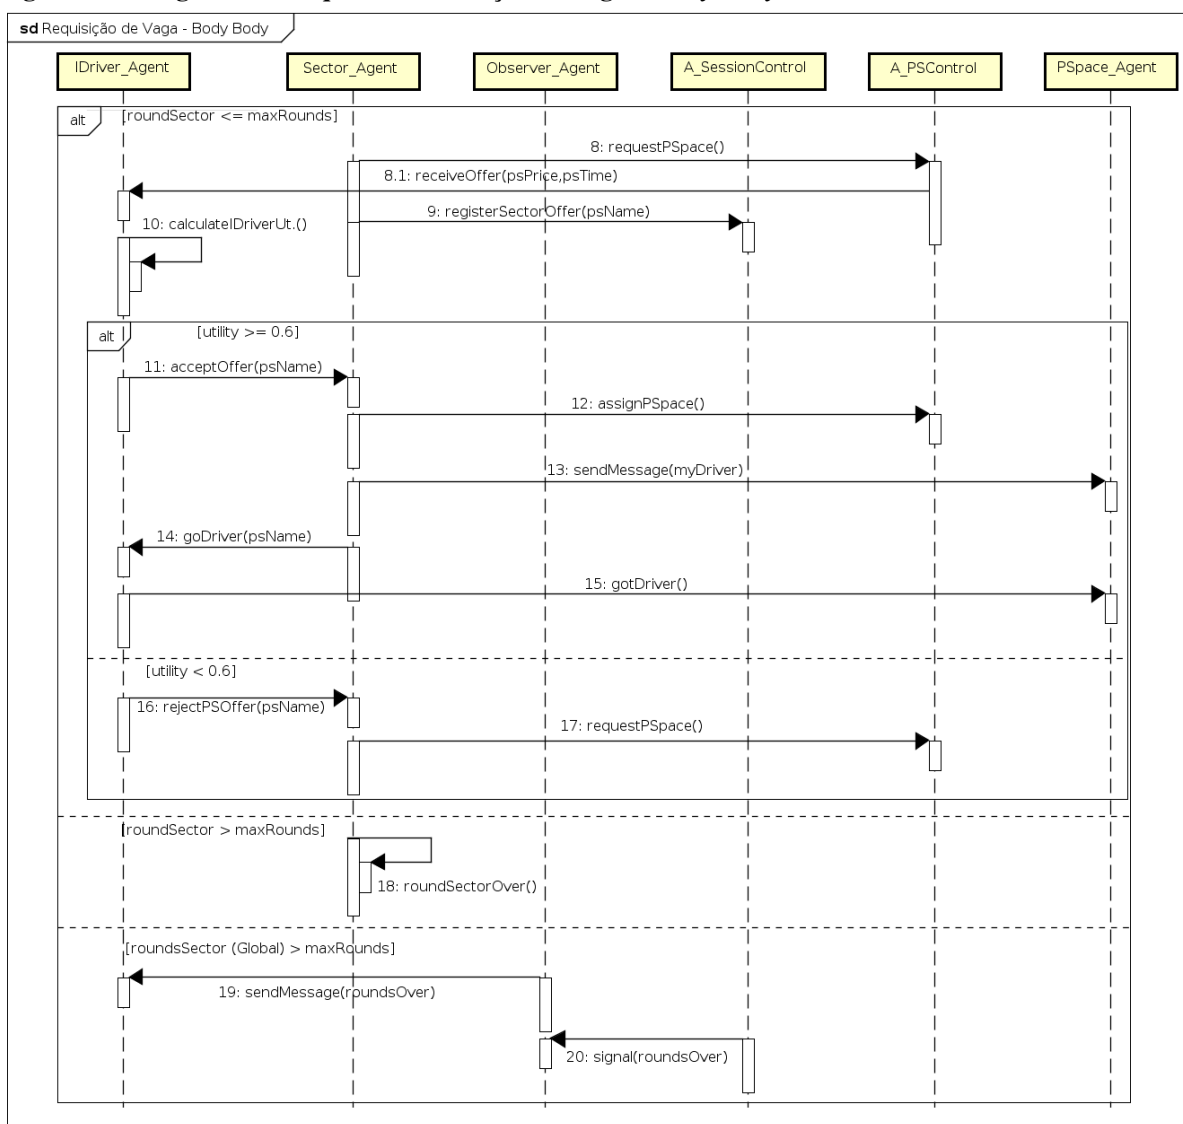 sd Requisição de Vaga - Body Body
IDriver_Agent
Sector_Agent
Observer_Agent
A_SessionControl
A_PSControl
PSpace_Agent
alt
[roundSector <= maxRounds]
8: requestPSpace()
8.1: receiveOffer(psPrice,psTime)
9: registerSectorOffer(psName)
10: calculateIDriverUt.()
alt
[utility >= 0.6]
11: acceptOffer(psName)
12: assignPSpace()
13: sendMessage(myDriver)
14: goDriver(psName)
15: gotDriver()
[utility < 0.6]
16: rejectPSOffer(psName)
17: requestPSpace()
[roundSector > maxRounds]
18: roundSectorOver()
[roundsSector (Global) > maxRounds]
19: sendMessage(roundsOver)
20: signal(roundsOver)